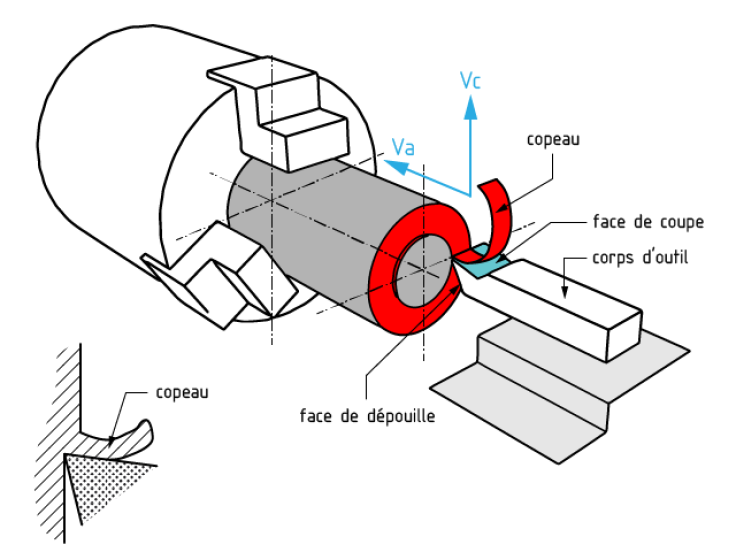 Vc
Va
copeau
face de coupe
corps d'outil
copeau
face de dépouille